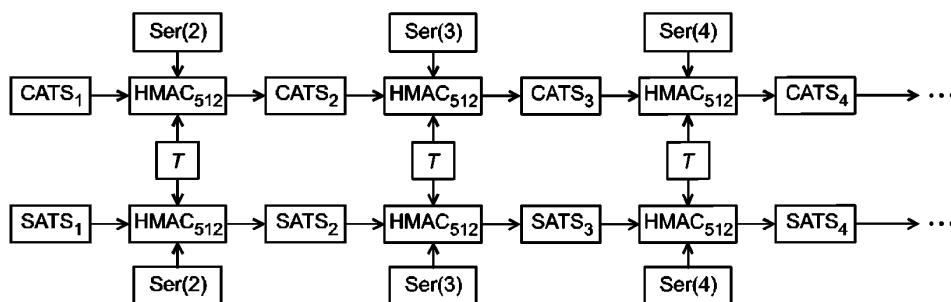 Ser(2) Ser(3) Ser(4)
CATS₁ HMAC₅₁₂ CATS₂ HMAC₅₁₂ CATS₃ HMAC₅₁₂ CATS₄ ...
T T T
SATS₁ HMAC₅₁₂ SATS₂ HMAC₅₁₂ SATS₃ HMAC₅₁₂ SATS₄ ...
Ser(2) Ser(3) Ser(4)